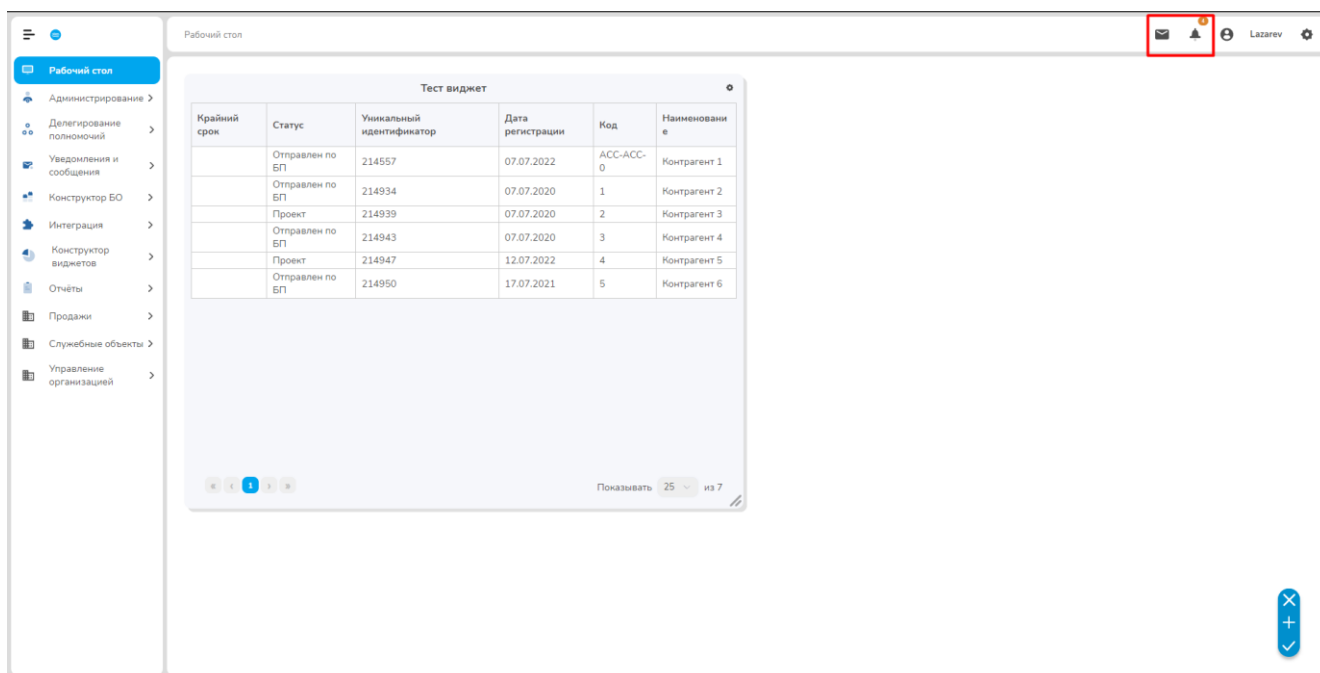 Рабочий стол
4
Lazarev
Рабочий стол
Администрирование
Делегирование
полномочий
Уведомления и
сообщения
Конструктор БО
Интеграция
Конструктор
виджетов
Отчёты
Продажи
Служебные объекты
Управление
организацией
Тест виджет
Крайний срок Статус Уникальный идентификатор Дата регистрации Код Наименование
Отправлен по БП 214557 07.07.2022 ACC-ACC-0 Контрагент 1
Отправлен по БП 214934 07.07.2020 1 Контрагент 2
Проект 214939 07.07.2020 2 Контрагент 3
Отправлен по БП 214943 07.07.2020 3 Контрагент 4
Проект 214947 12.07.2022 4 Контрагент 5
Отправлен по БП 214950 17.07.2021 5 Контрагент 6
« ‹ 1 › » Показывать 25 из 7